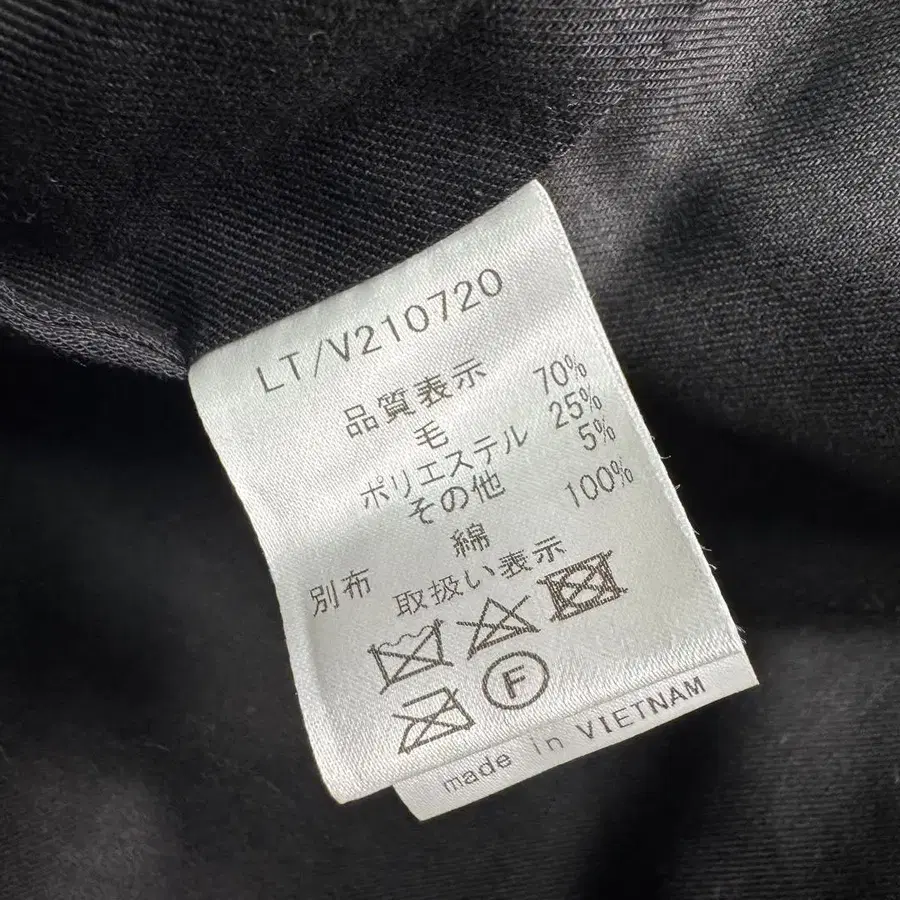 LT/V210720
品質表示
毛 70%
ポリエステル 25%
その他 5%
別布 綿 100%
取扱い表示
F
made in VIETNAM